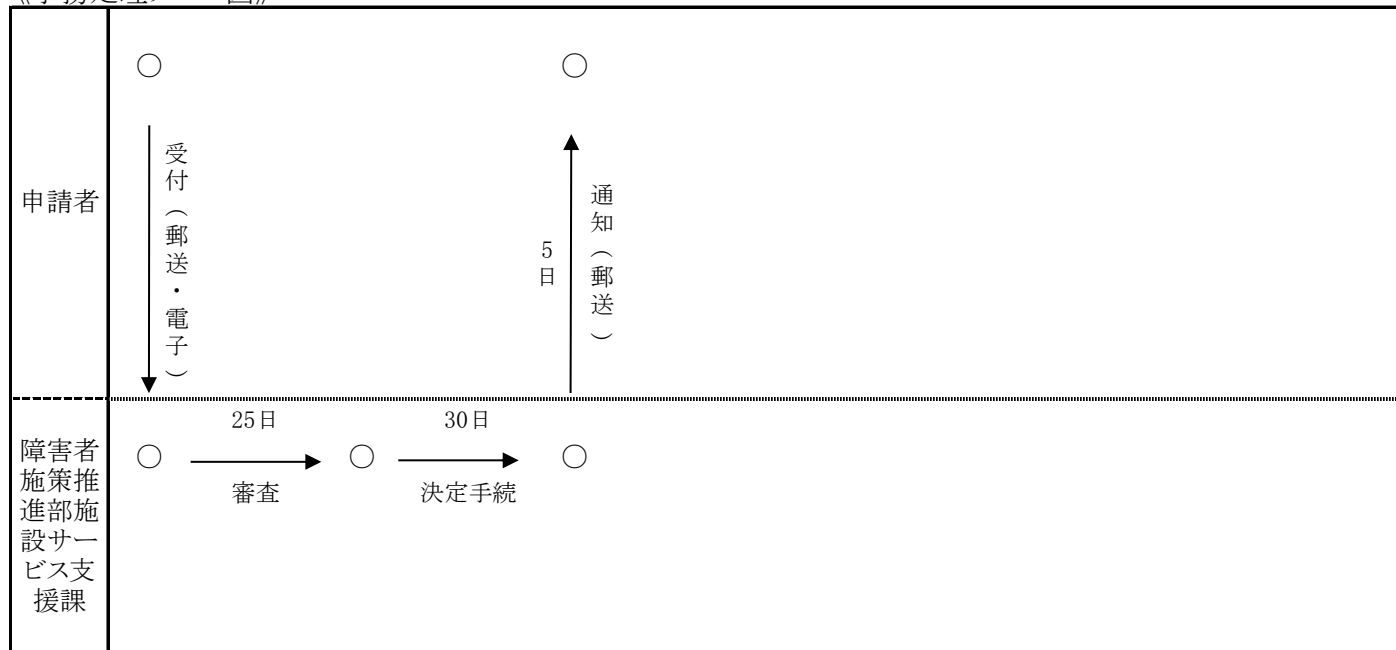 申請者
受付（郵送・電子）
5日
通知（郵送）
障害者
施策推
進部施
設サー
ビス支
援課
25日
審査
30日
決定手続